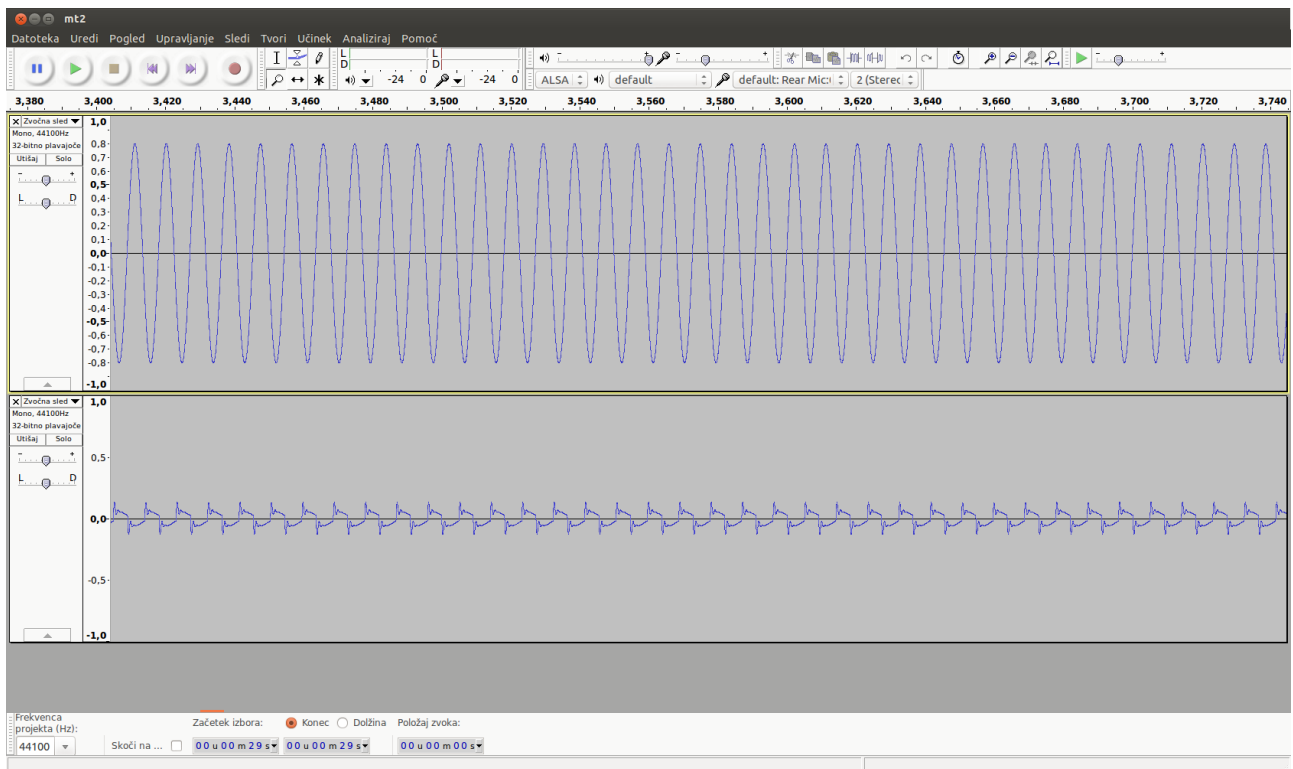 mt2
Datoteka Uredi Pogled Upravljanje Sledi Tvori Učinek Analiziraj Pomoč
L
D
-24 0
L
D
-24 0
ALSA
default
default: Rear Mic:
2 (Sterec
3,380 3,400 3,420 3,440 3,460 3,480 3,500 3,520 3,540 3,560 3,580 3,600 3,620 3,640 3,660 3,680 3,700 3,720 3,740
Zvočna sled
Mono, 44100Hz
32-bitno plavajoče
Utišaj Solo
- +
L D
1,0
0,8
0,7
0,6
0,5
0,4
0,3
0,2
0,1
0,0
-0,1
-0,2
-0,3
-0,4
-0,5
-0,6
-0,7
-0,8
-1,0
Zvočna sled
Mono, 44100Hz
32-bitno plavajoče
Utišaj Solo
- +
L D
1,0
0,5
0,0
-0,5
-1,0
Frekvenca
projekta (Hz):
44100
Skoči na ...
Začetek izbora: Konec Dolžina Položaj zvoka:
00 u 00 m 29 s 00 u 00 m 29 s 00 u 00 m 00 s